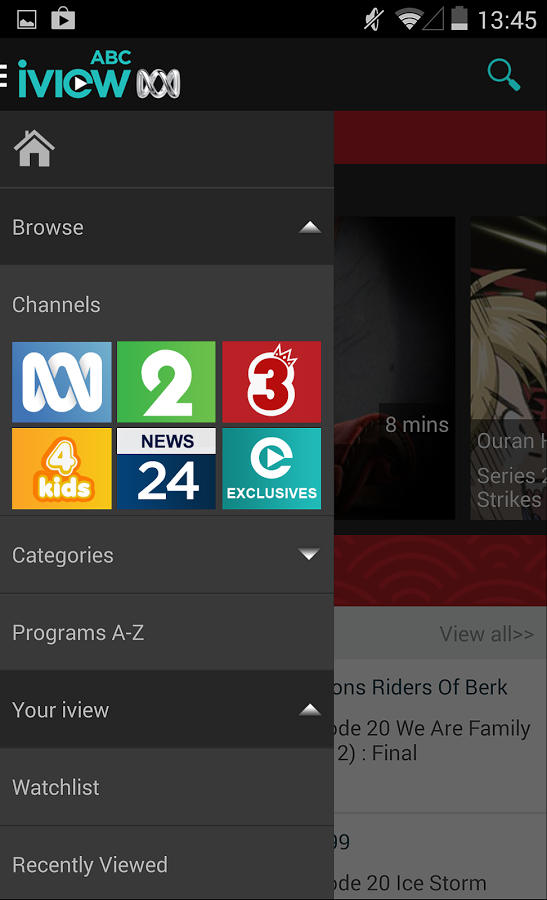 13:45
ABC
iview
Browse
Channels
2
3
4
kids
NEWS
24
EXCLUSIVES
8 mins
Ouran H
Series 2
Strikes
Categories
Programs A-Z
View all>>
Your iview
ons Riders Of Berk
ode 20 We Are Family
2) : Final
Watchlist
99
Recently Viewed
ode 20 Ice Storm